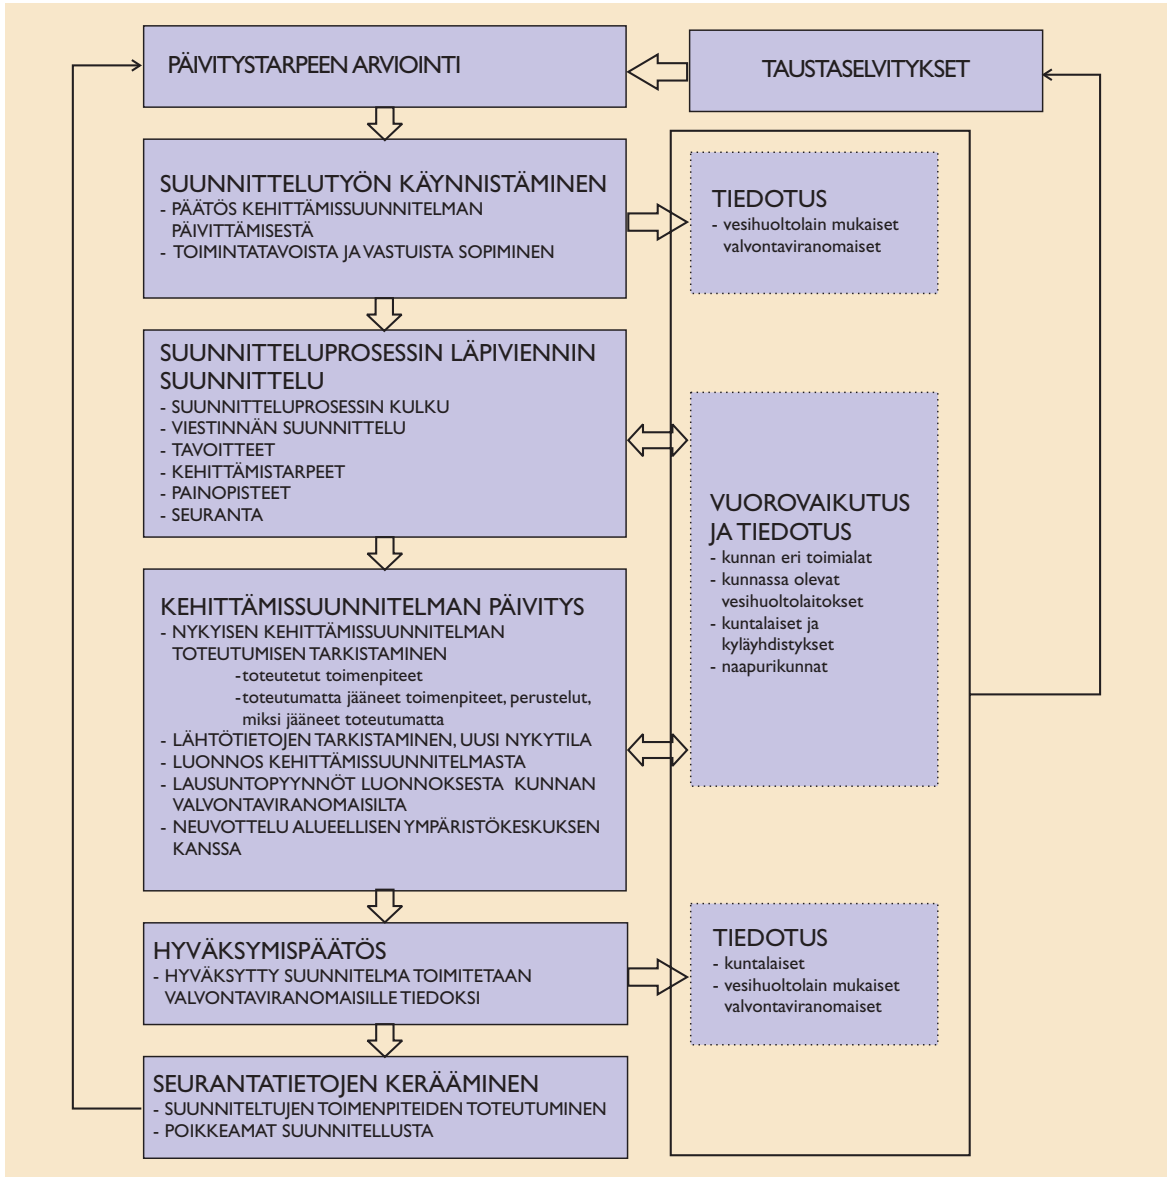 PÄIVITYSTARPEEN ARVIOINTI
TAUSTASELVITYKSET
SUUNNITTELUTYÖN KÄYNNISTÄMINEN
- PÄÄTÖS KEHITTÄMISSUUNNITELMAN
PÄIVITTÄMISESTÄ
- TOIMINTATAVOISTA JA VASTUISTA SOPIMINEN
TIEDOTUS
- vesihuoltolain mukaiset
valvontaviranomaiset
SUUNNITTELUPROSESSIN LÄPIVIENNIN
SUUNNITTELU
- SUUNNITTELUPROSESSIN KULKU
- VIESTINNÄN SUUNNITTELU
- TAVOITTEET
- KEHITTÄMISTARPEET
- PAINOPISTEET
- SEURANTA
VUOROVAIKUTUS
JA TIEDOTUS
- kunnan eri toimialat
- kunnassa olevat
vesihuoltolaitokset
- kuntalaiset ja
kyläyhdistykset
- naapurikunnat
KEHITTÄMISSUUNNITELMAN PÄIVITYS
- NYKYISEN KEHITTÄMISSUUNNITELMAN
TOTEUTUMISEN TARKISTAMINEN
-toteutetut toimenpiteet
-toteutumatta jääneet toimenpiteet, perustelut,
miksi jääneet toteutumatta
- LÄHTÖTIETOJEN TARKISTAMINEN, UUSI NYKYTILA
- LUONNOS KEHITTÄMISSUUNNITELMASTA
- LAUSUNTOPYYNNÖT LUONNOKSESTA KUNNAN
VALVONTAVIRANOMAISILTA
- NEUVOTTELU ALUEELLISEN YMPÄRISTÖKESKUKSEN
KANSSA
HYVÄKSYMISPÄÄTÖS
- HYVÄKSYTTY SUUNNITELMA TOIMITETAAN
VALVONTAVIRANOMAISILLE TIEDOKSI
TIEDOTUS
- kuntalaiset
- vesihuoltolain mukaiset
valvontaviranomaiset
SEURANTATIETOJEN KERÄÄMINEN
- SUUNNITELTUJEN TOIMENPITEIDEN TOTEUTUMINEN
- POIKKEAMAT SUUNNITELLUSTA